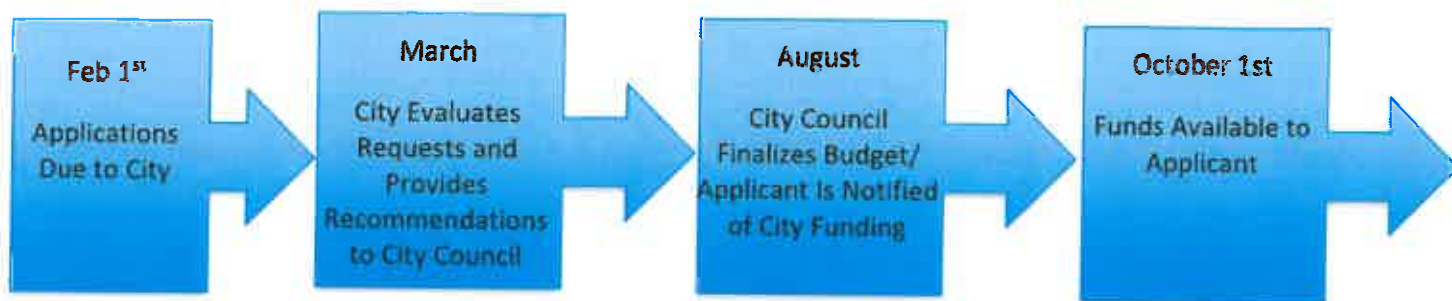 Feb 1st
Applications
Due to City
March
City Evaluates
Requests and
Provides
Recommendations
to City Council
August
City Council
Finalizes Budget/
Applicant Is Notified
of City Funding
October 1st
Funds Available to
Applicant